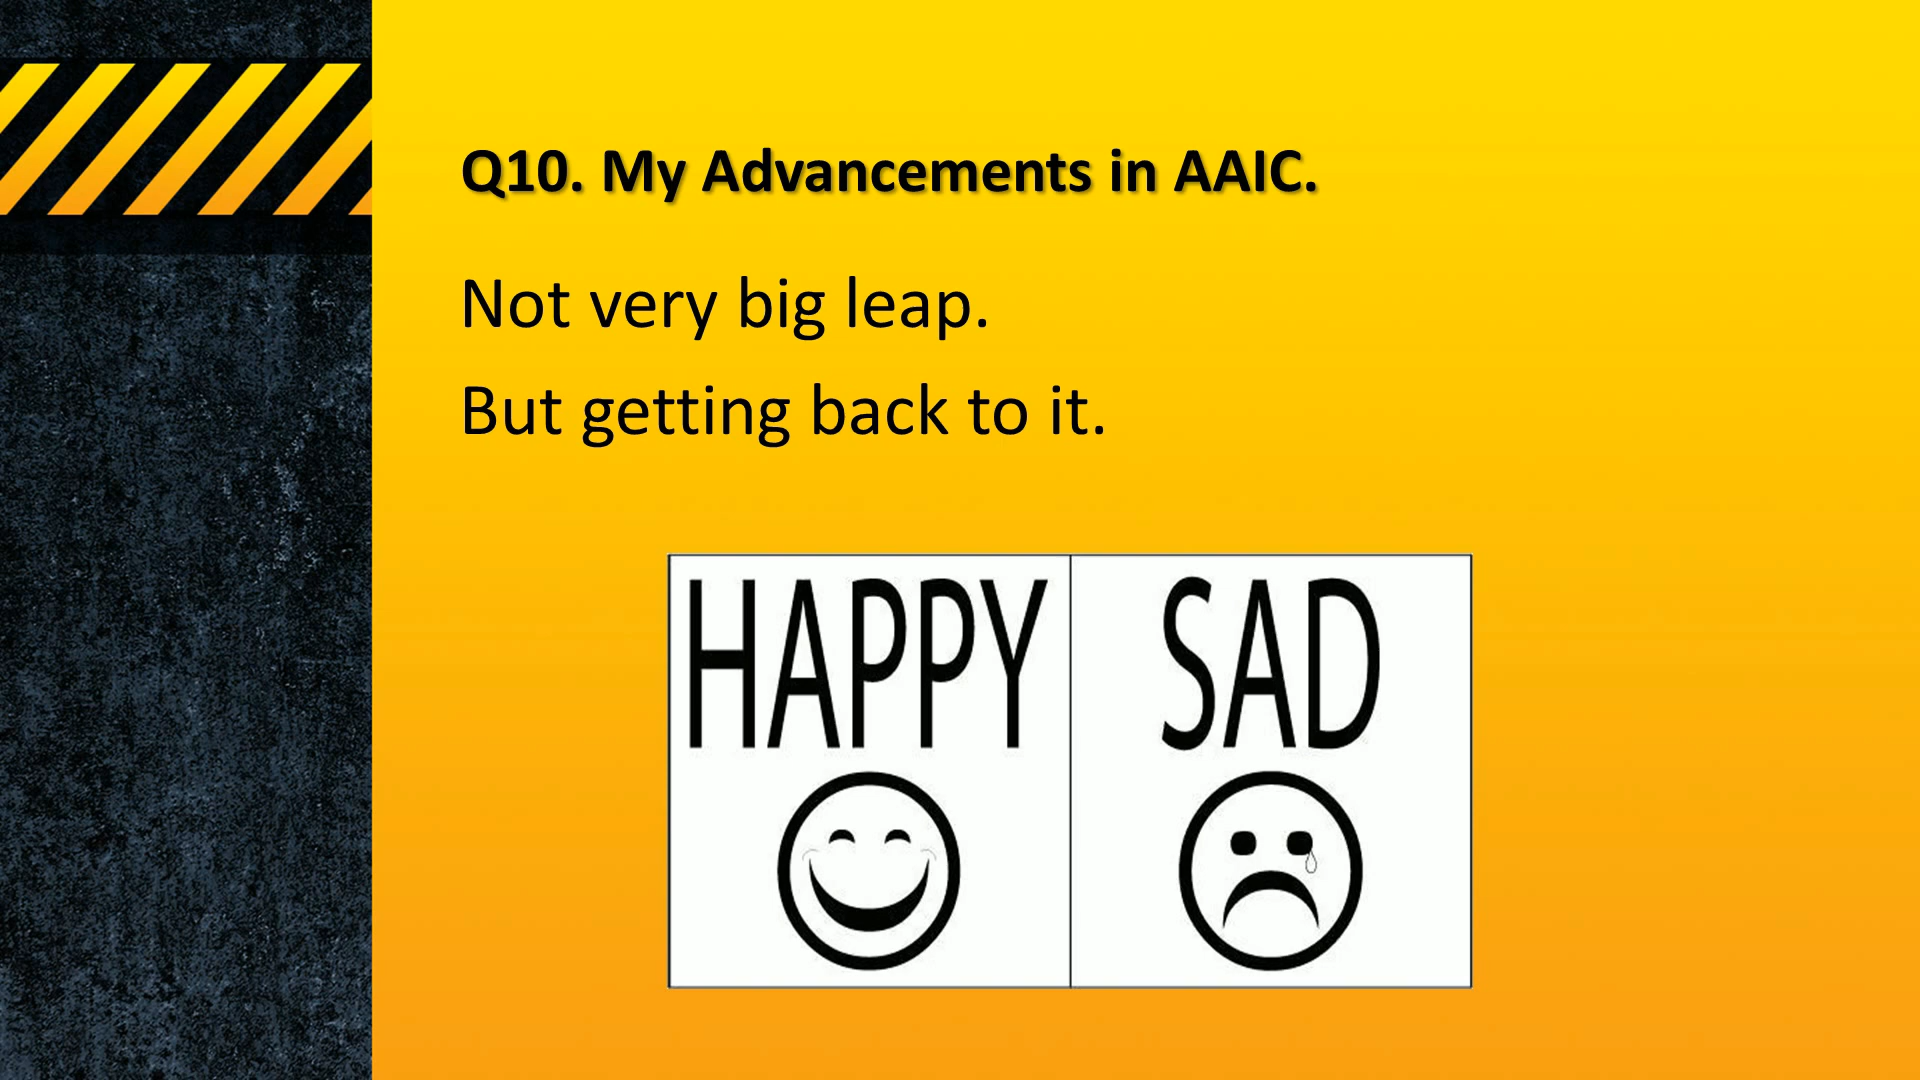 Q10. My Advancements in AAIC.
Not very big leap.
But getting back to it.
HAPPY SAD